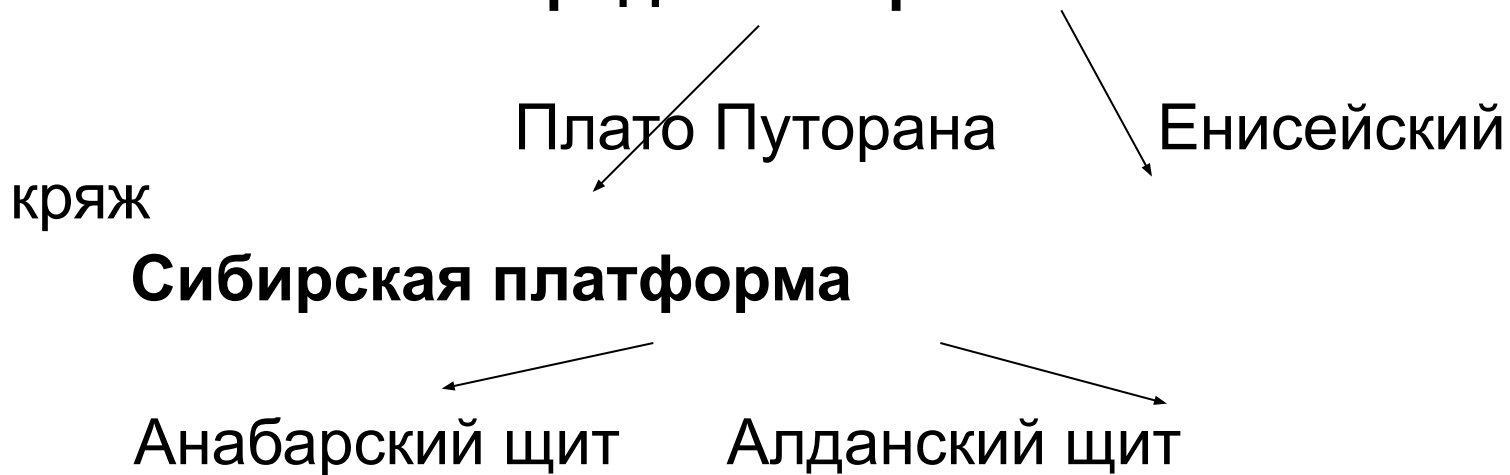 Плато Путорана Енисейский
кряж
Сибирская платформа
Анабарский щит Алданский щит